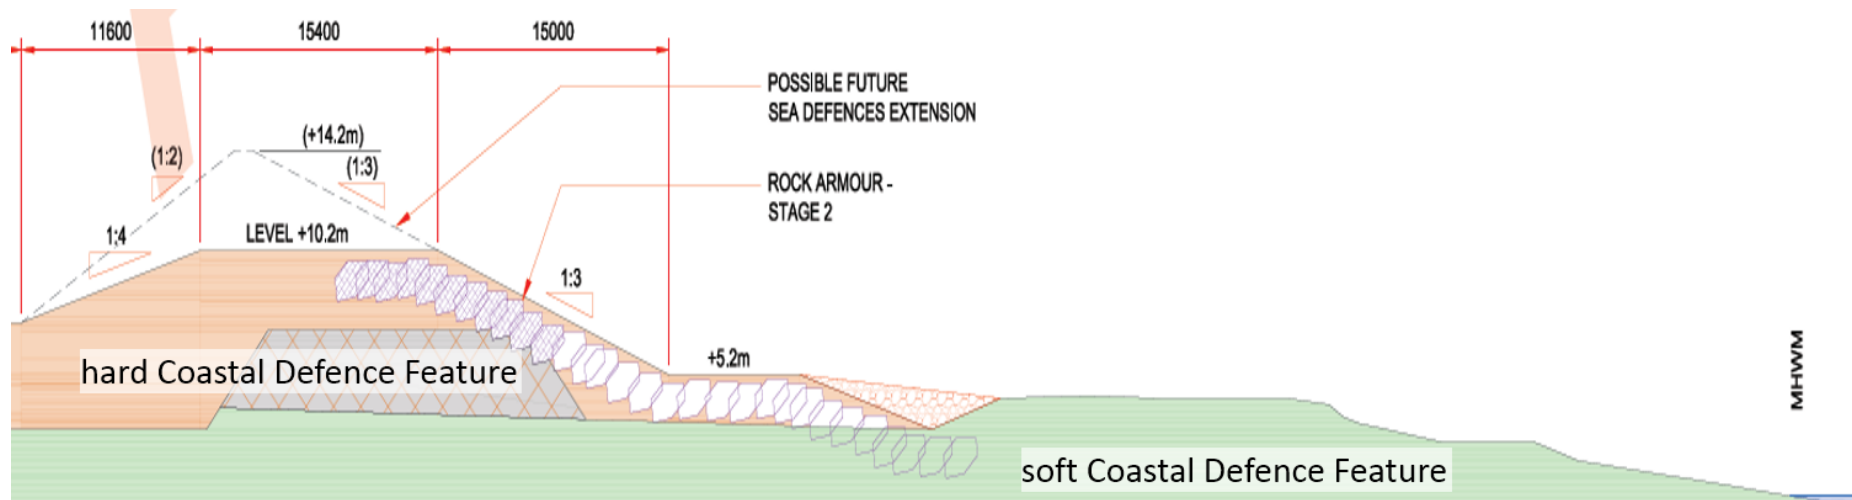 11600
15400
15000
POSSIBLE FUTURE
SEA DEFENCES EXTENSION
(+14.2m)
(1:2)
(1:3)
ROCK ARMOUR -
STAGE 2
1:4
LEVEL +10.2m
1:3
+5.2m
hard Coastal Defence Feature
MHWM
soft Coastal Defence Feature